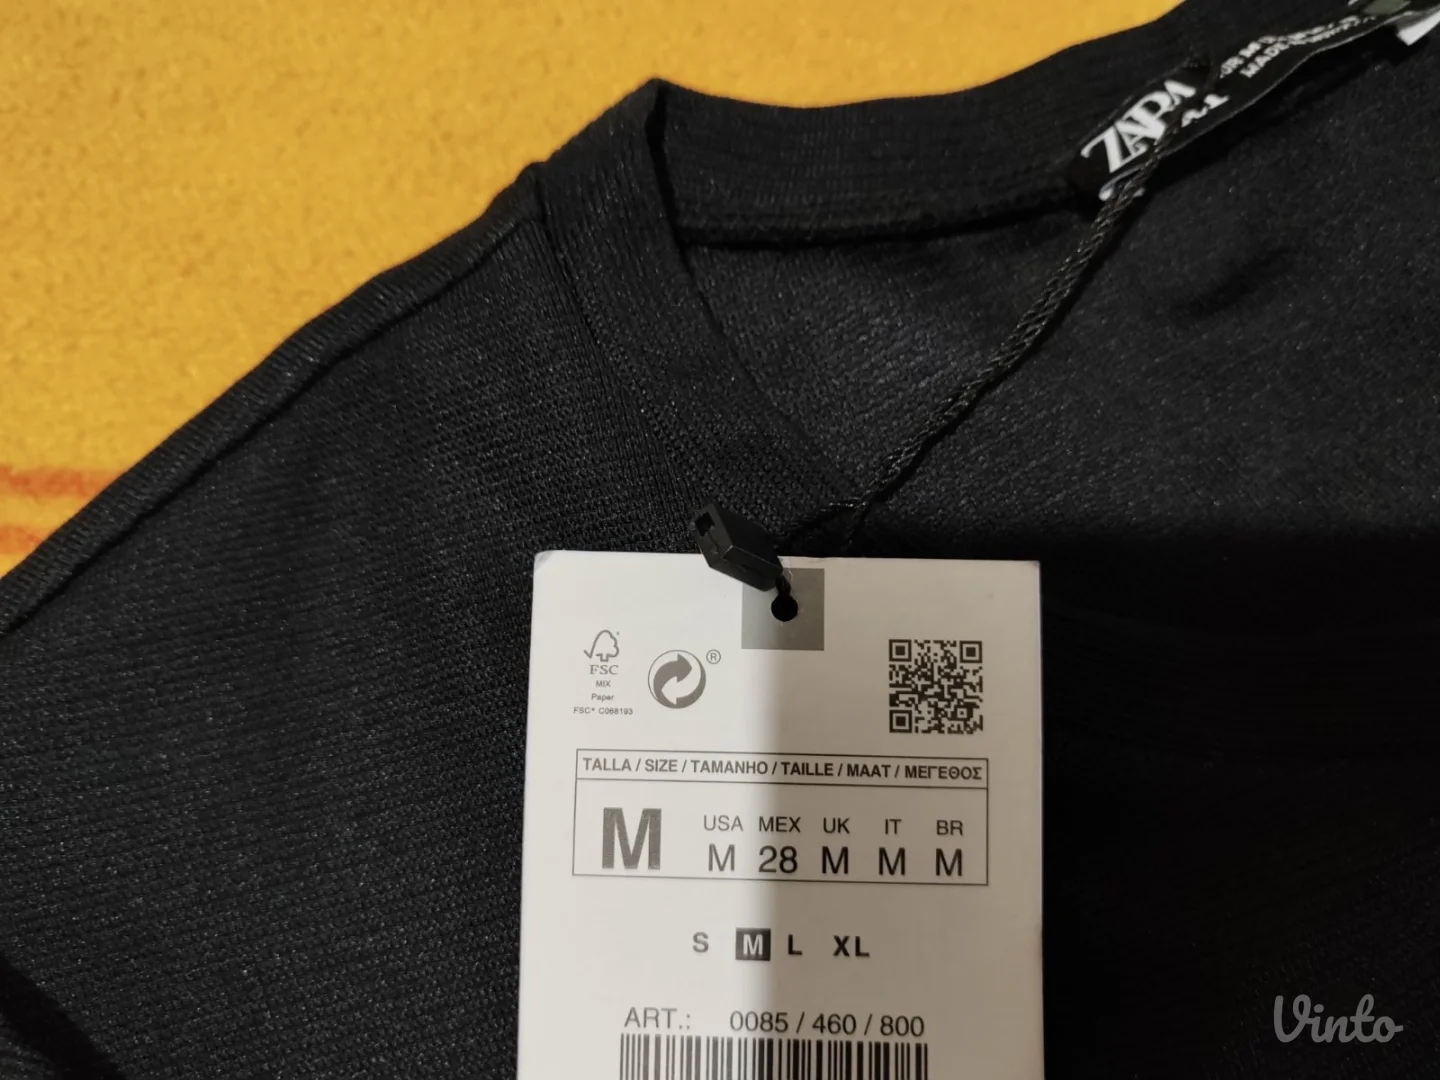 ZARA
MADE
FSC
MIX
Paper
FSC® C068193
®
TALLA / SIZE / TAMANHO / TAILLE / MAAT / ΜΕΓΕΘΟΣ
M
USA MEX UK IT BR
M 28 M M M
S M L XL
ART.: 0085 / 460 / 800
Vinto